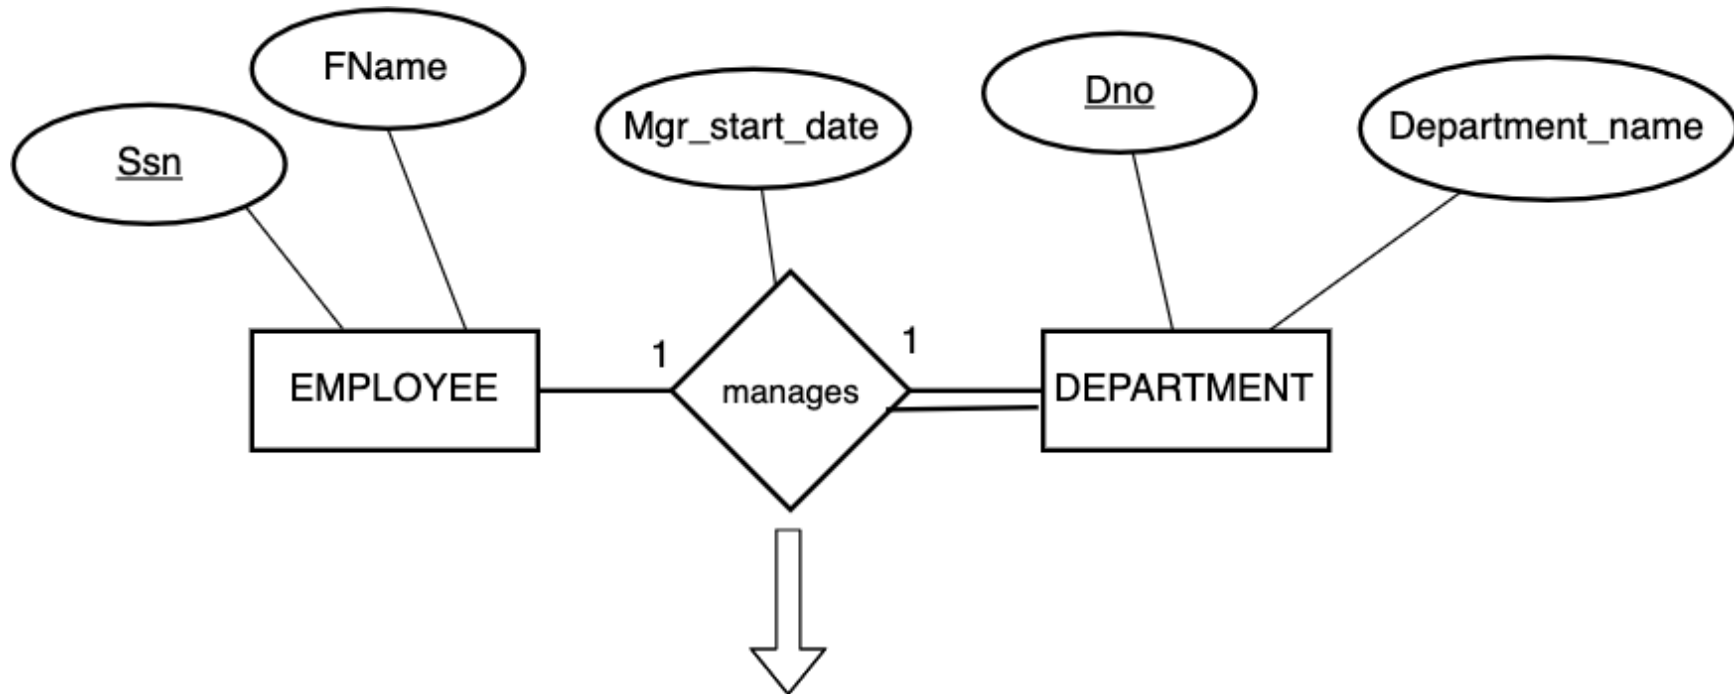 FName
Ssn
Mgr_start_date
Dno
Department_name
1
1
EMPLOYEE
manages
DEPARTMENT